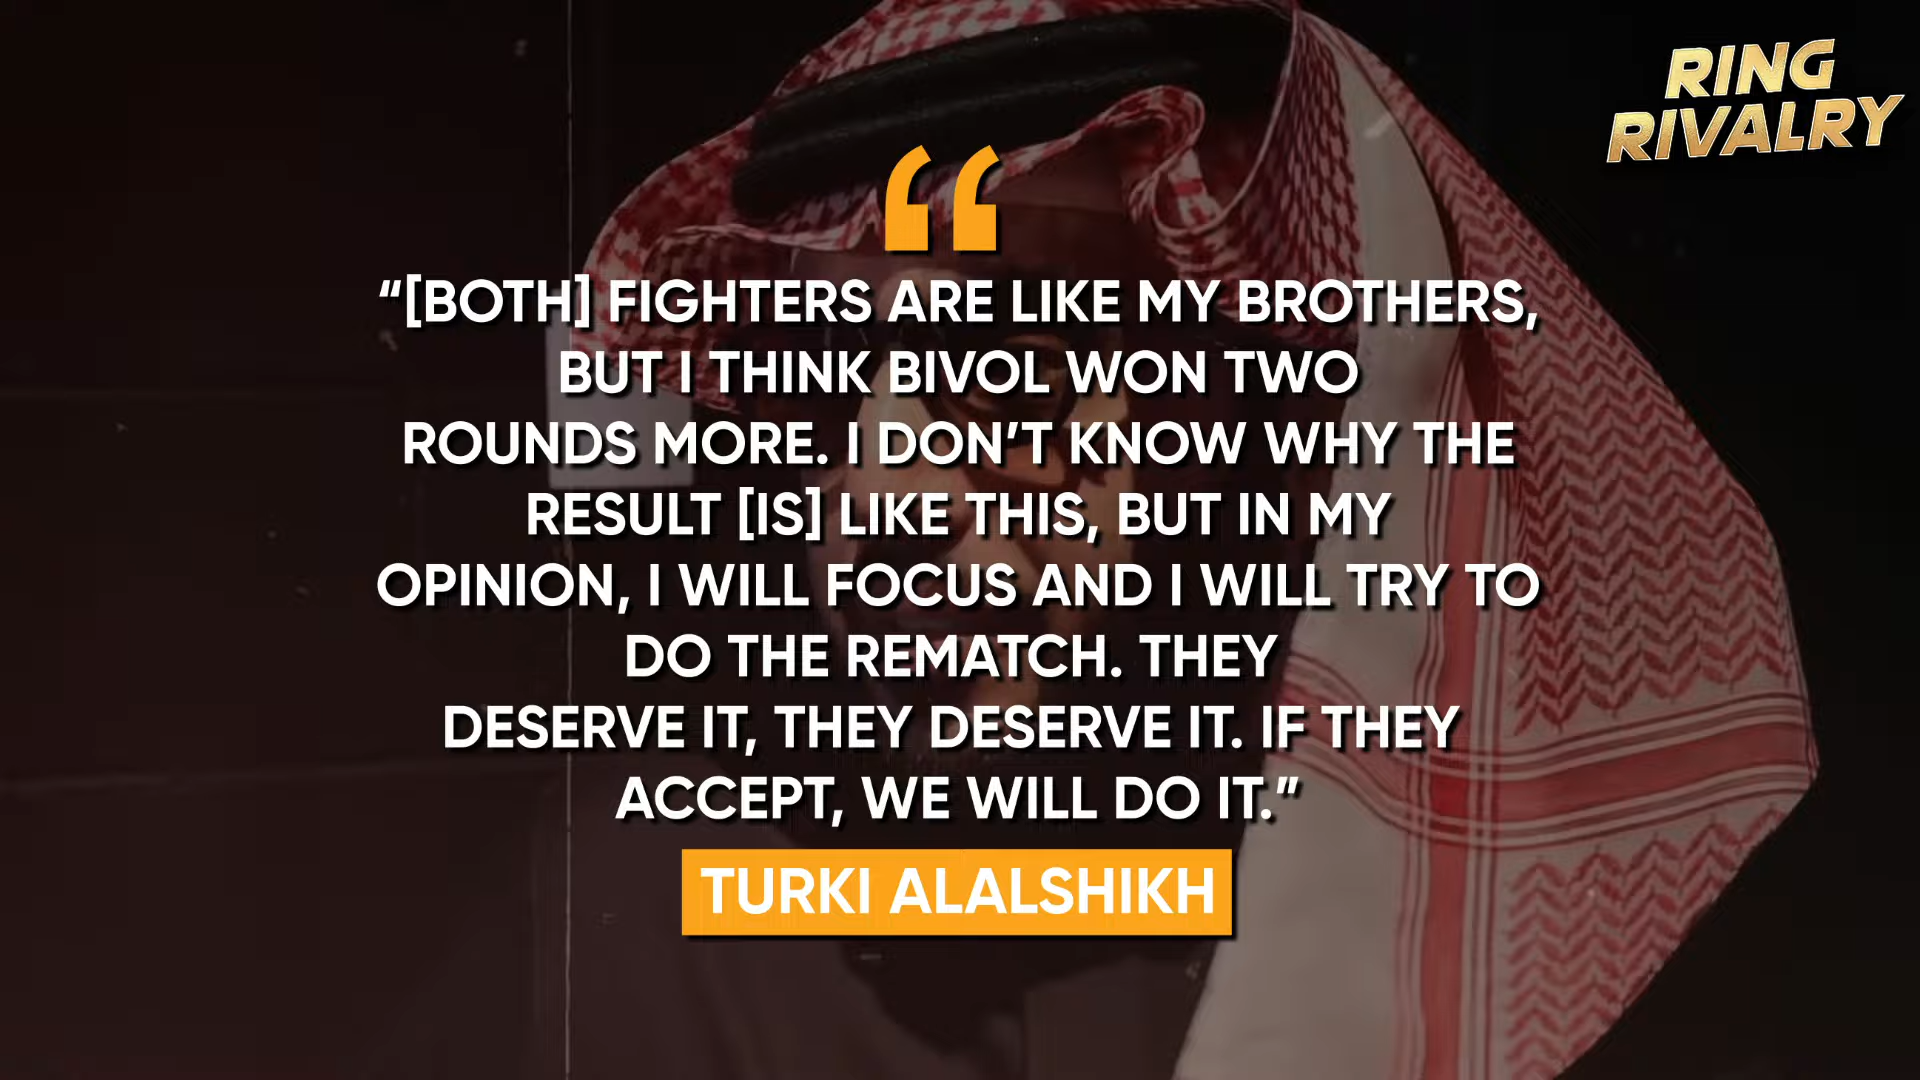 RING
RIVALRY
“
“[BOTH] FIGHTERS ARE LIKE MY BROTHERS,
BUT I THINK BIVOL WON TWO
ROUNDS MORE. I DON’T KNOW WHY THE
RESULT [IS] LIKE THIS, BUT IN MY
OPINION, I WILL FOCUS AND I WILL TRY TO
DO THE REMATCH. THEY
DESERVE IT, THEY DESERVE IT. IF THEY
ACCEPT, WE WILL DO IT.”
TURKI ALALSHIKH